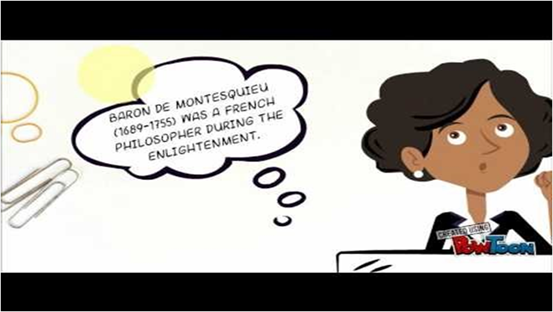 BARON DE MONTESQUIEU
(1689-1755) WAS A FRENCH
PHILOSOPHER DURING THE
ENLIGHTENMENT.
CREATED USING
POWTOON